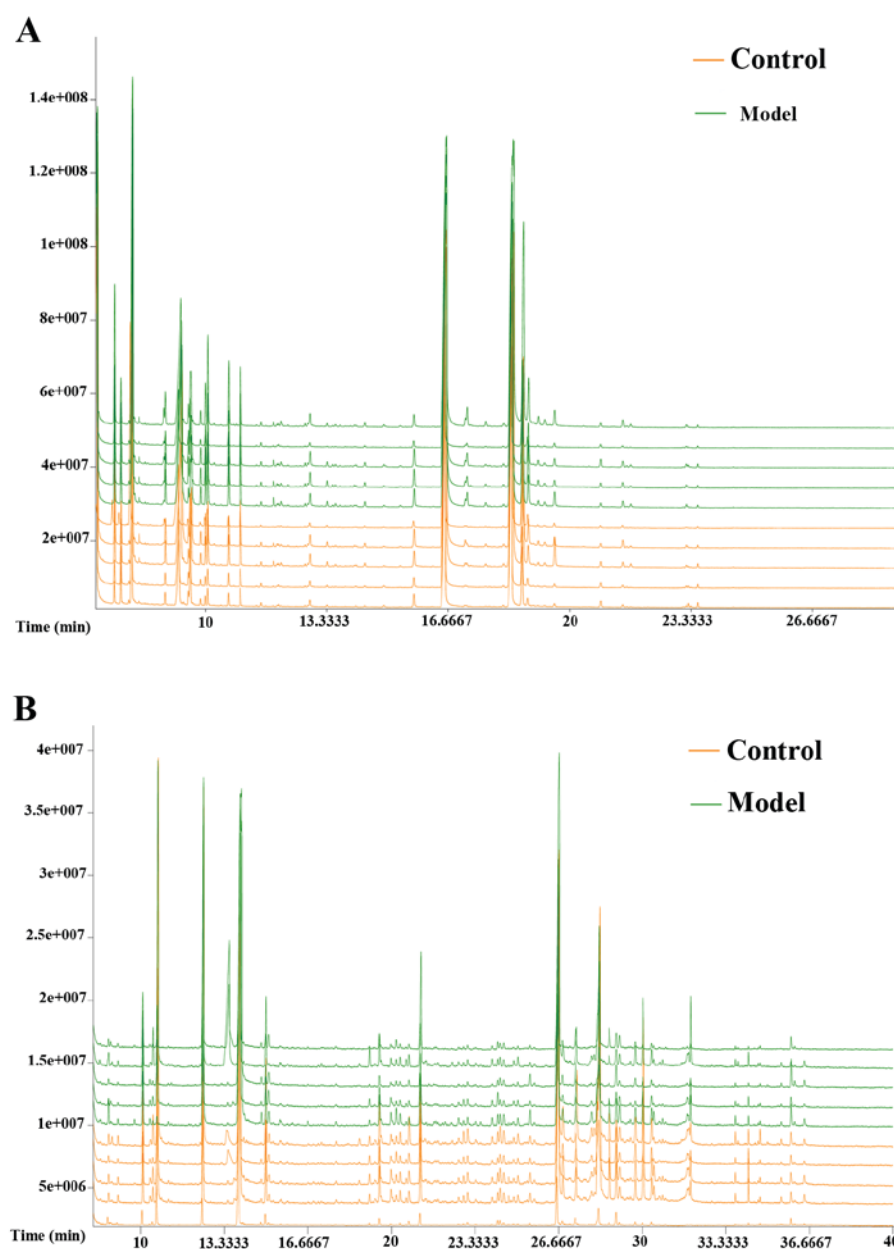 A
Control
Model
1.4e+008
1.2e+008
1e+008
8e+007
6e+007
4e+007
2e+007
Time (min) 10 13.3333 16.6667 20 23.3333 26.6667
B
Control
Model
4e+007
3.5e+007
3e+007
2.5e+007
2e+007
1.5e+007
1e+007
5e+006
Time (min) 10 13.3333 16.6667 20 23.3333 26.6667 30 33.3333 36.6667 40